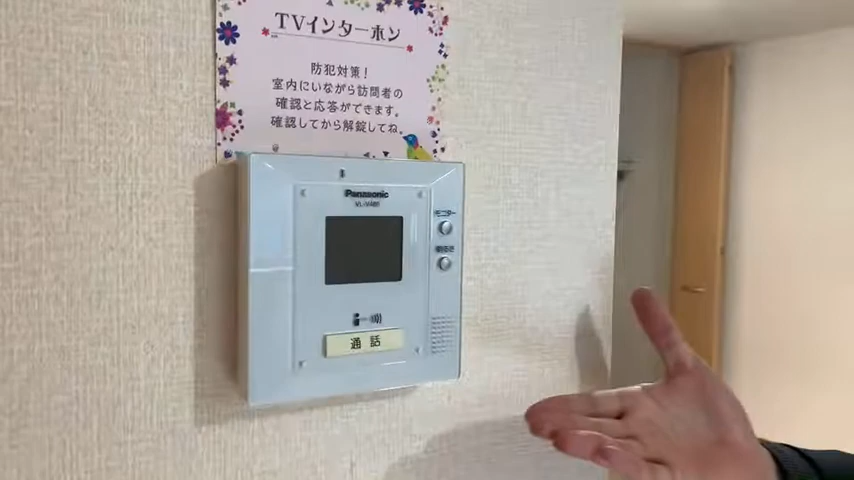 TVインターホン
防犯対策！
室内にいながら訪問者の
確認と応答ができます♪
確認してから解錠してね
Panasonic
モニター
通話